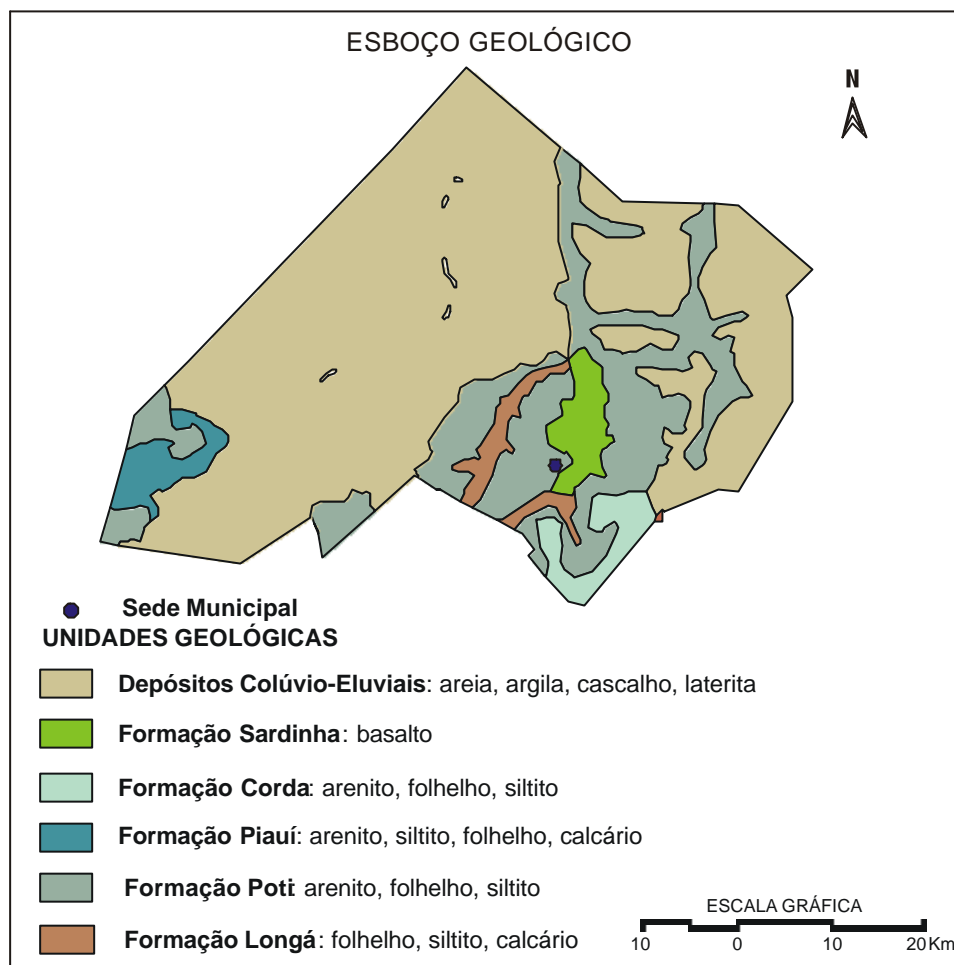 ESBOÇO GEOLÓGICO
N
Sede Municipal
UNIDADES GEOLÓGICAS
Depósitos Colúvio-Eluviais: areia, argila, cascalho, laterita
Formação Sardinha: basalto
Formação Corda: arenito, folhelho, siltito
Formação Piauí: arenito, siltito, folhelho, calcário
Formação Poti: arenito, folhelho, siltito
Formação Longá: folhelho, siltito, calcário
ESCALA GRÁFICA
10 0 10 20 Km